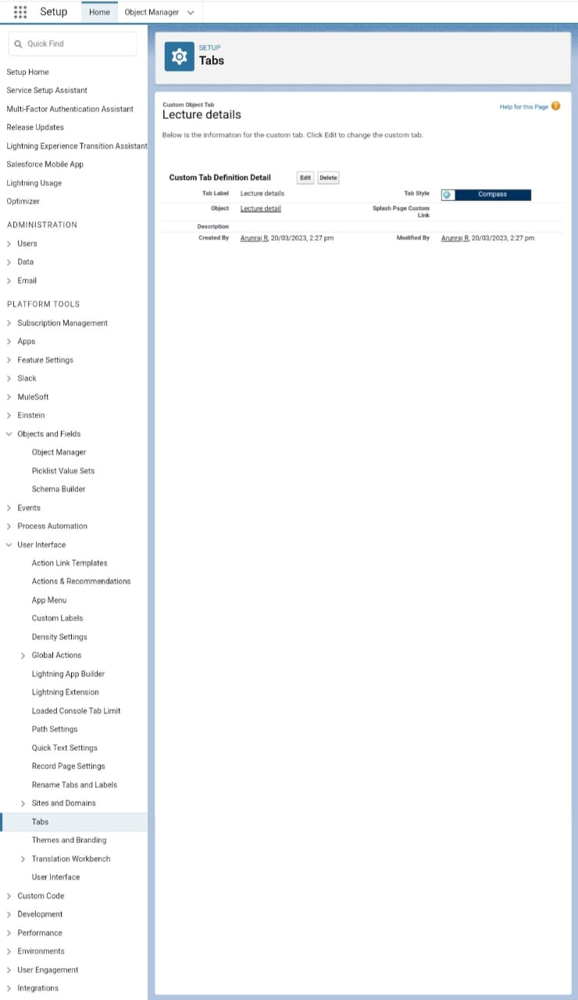 Setup
Home
Object Manager
Quick Find
Setup Home
Service Setup Assistant
Multi-Factor Authentication Assistant
Release Updates
Lightning Experience Transition Assistant
Salesforce Mobile App
Lightning Usage
Optimizer
ADMINISTRATION
Users
Data
Email
PLATFORM TOOLS
Subscription Management
Apps
Feature Settings
Slack
MuleSoft
Einstein
Objects and Fields
Object Manager
Picklist Value Sets
Schema Builder
Events
Process Automation
User Interface
Action Link Templates
Actions & Recommendations
App Menu
Custom Labels
Density Settings
Global Actions
Lightning App Builder
Lightning Extension
Loaded Console Tab Limit
Path Settings
Quick Text Settings
Record Page Settings
Rename Tabs and Labels
Sites and Domains
Tabs
Themes and Branding
Translation Workbench
User Interface
Custom Code
Development
Performance
Environments
User Engagement
Integrations
SETUP
Tabs
Custom Object Tab
Lecture details
Help for this Page ?
Below is the information for the custom tab. Click Edit to change the custom tab.
Custom Tab Definition Detail Edit Delete
Tab Label Lecture details Tab Style Compass
Object Lecture detail Splash Page Custom
Link
Description
Created By Arunraj R, 20/03/2023, 2:27 pm Modified By Arunraj R, 20/03/2023, 2:27 pm